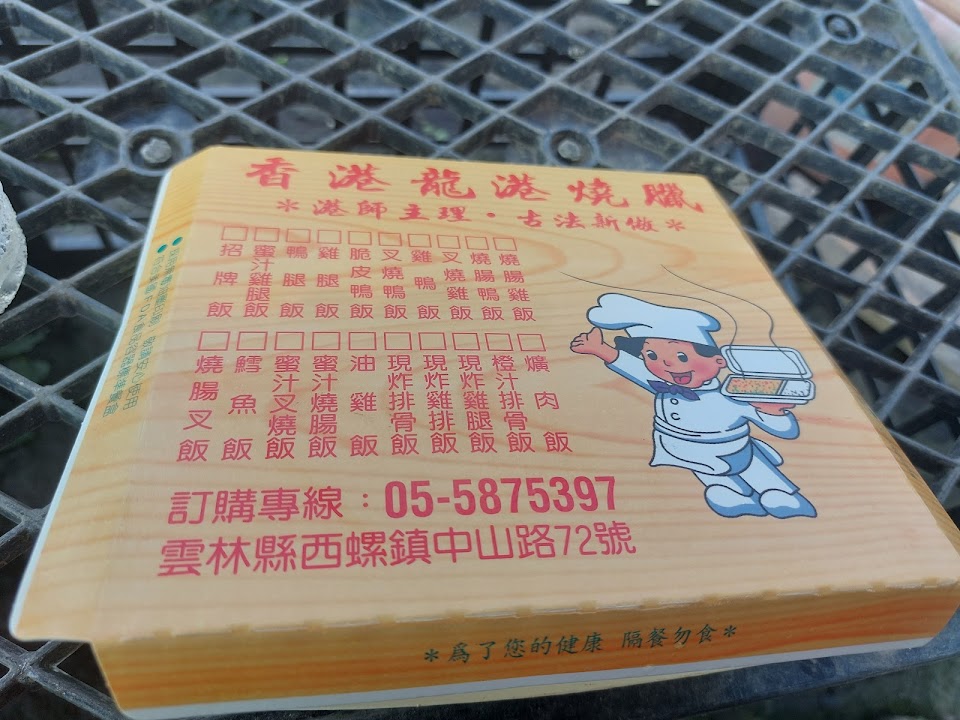 香港龍港燒臘
＊港師主理・古法新做＊
□招牌飯
□蜜汁雞腿飯
□鴨腿飯
□雞腿飯
□脆皮鴨飯
□叉燒鴨飯
□雞鴨飯
□叉燒雞飯
□燒腸鴨飯
□燒腸雞飯
□燒腸叉飯
□鱈魚飯
□蜜汁叉燒飯
□蜜汁燒腸飯
□油雞飯
□現炸排骨飯
□現炸雞排飯
□現炸雞腿飯
□橙汁排骨飯
□爌肉飯
訂購專線：05-5875397
雲林縣西螺鎮中山路72號
＊為了您的健康 隔餐勿食＊